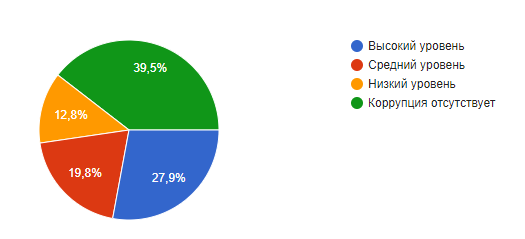 39,5%
12,8%
19,8%
27,9%
Высокий уровень
Средний уровень
Низкий уровень
Коррупция отсутствует